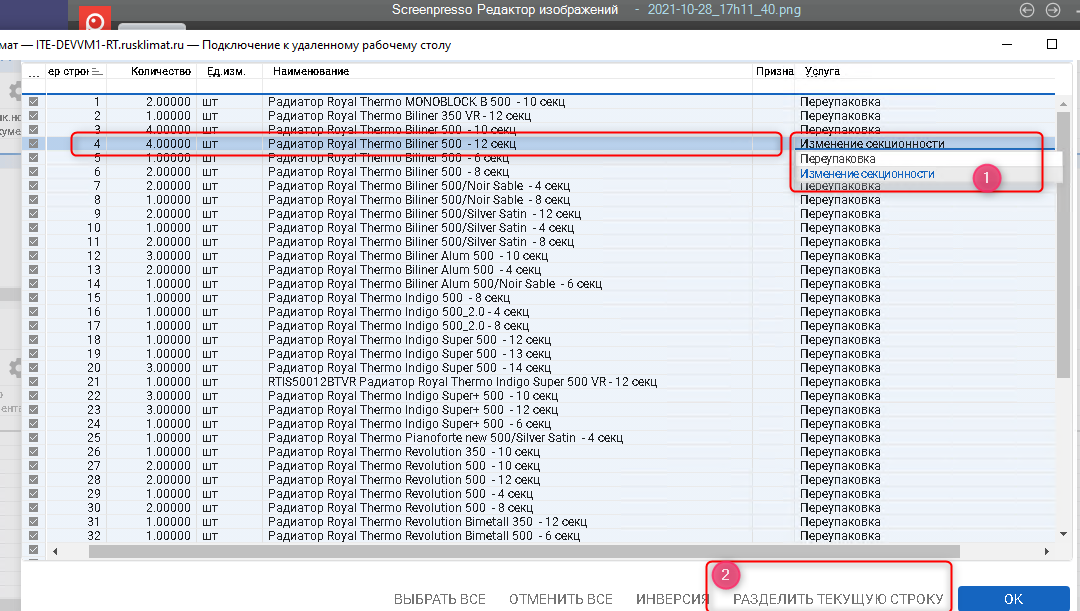 Screenpresso Редактор изображений - 2021-10-28_17h11_40.png
мат — ITE-DEVVM1-RT.rusklimat.ru — Подключение к удаленному рабочему столу
... ер строк Количество Ед.изм. Наименование Призна Услуга
1 2.00000 шт Радиатор Royal Thermo MONOBLOCK B 500 - 10 секц Переупаковка
2 1.00000 шт Радиатор Royal Thermo Biliner 350 VR - 12 секц Переупаковка
3 4.00000 шт Радиатор Royal Thermo Biliner 500 - 10 секц Переупаковка
4 4.00000 шт Радиатор Royal Thermo Biliner 500 - 12 секц Изменение секционности
5 1.00000 шт Радиатор Royal Thermo Biliner 500 - 6 секц Переупаковка
6 2.00000 шт Радиатор Royal Thermo Biliner 500 - 8 секц Изменение секционности
1
7 2.00000 шт Радиатор Royal Thermo Biliner 500/Noir Sable - 4 секц Переупаковка
8 1.00000 шт Радиатор Royal Thermo Biliner 500/Noir Sable - 8 секц Переупаковка
9 2.00000 шт Радиатор Royal Thermo Biliner 500/Silver Satin - 12 секц Переупаковка
10 1.00000 шт Радиатор Royal Thermo Biliner 500/Silver Satin - 4 секц Переупаковка
11 2.00000 шт Радиатор Royal Thermo Biliner 500/Silver Satin - 8 секц Переупаковка
12 3.00000 шт Радиатор Royal Thermo Biliner Alum 500 - 10 секц Переупаковка
13 2.00000 шт Радиатор Royal Thermo Biliner Alum 500 - 4 секц Переупаковка
14 1.00000 шт Радиатор Royal Thermo Biliner Alum 500/Noir Sable - 6 секц Переупаковка
15 1.00000 шт Радиатор Royal Thermo Indigo 500 - 8 секц Переупаковка
16 1.00000 шт Радиатор Royal Thermo Indigo 500_2.0 - 4 секц Переупаковка
17 1.00000 шт Радиатор Royal Thermo Indigo 500_2.0 - 8 секц Переупаковка
18 1.00000 шт Радиатор Royal Thermo Indigo Super 500 - 12 секц Переупаковка
19 1.00000 шт Радиатор Royal Thermo Indigo Super 500 - 13 секц Переупаковка
20 3.00000 шт Радиатор Royal Thermo Indigo Super 500 - 14 секц Переупаковка
21 1.00000 шт RTIS50012BTVR Радиатор Royal Thermo Indigo Super 500 VR - 12 секц Переупаковка
22 3.00000 шт Радиатор Royal Thermo Indigo Super+ 500 - 10 секц Переупаковка
23 3.00000 шт Радиатор Royal Thermo Indigo Super+ 500 - 12 секц Переупаковка
24 1.00000 шт Радиатор Royal Thermo Indigo Super+ 500 - 6 секц Переупаковка
25 1.00000 шт Радиатор Royal Thermo Pianoforte new 500/Silver Satin - 4 секц Переупаковка
26 1.00000 шт Радиатор Royal Thermo Revolution 350 - 10 секц Переупаковка
27 2.00000 шт Радиатор Royal Thermo Revolution 500 - 10 секц Переупаковка
28 2.00000 шт Радиатор Royal Thermo Revolution 500 - 12 секц Переупаковка
29 1.00000 шт Радиатор Royal Thermo Revolution 500 - 4 секц Переупаковка
30 2.00000 шт Радиатор Royal Thermo Revolution 500 - 8 секц Переупаковка
31 1.00000 шт Радиатор Royal Thermo Revolution Bimetall 350 - 12 секц Переупаковка
32 1.00000 шт Радиатор Royal Thermo Revolution Bimetall 500 - 6 секц Переупаковка
2
ВЫБРАТЬ ВСЕ ОТМЕНИТЬ ВСЕ ИНВЕРСИЯ РАЗДЕЛИТЬ ТЕКУЩУЮ СТРОКУ OK